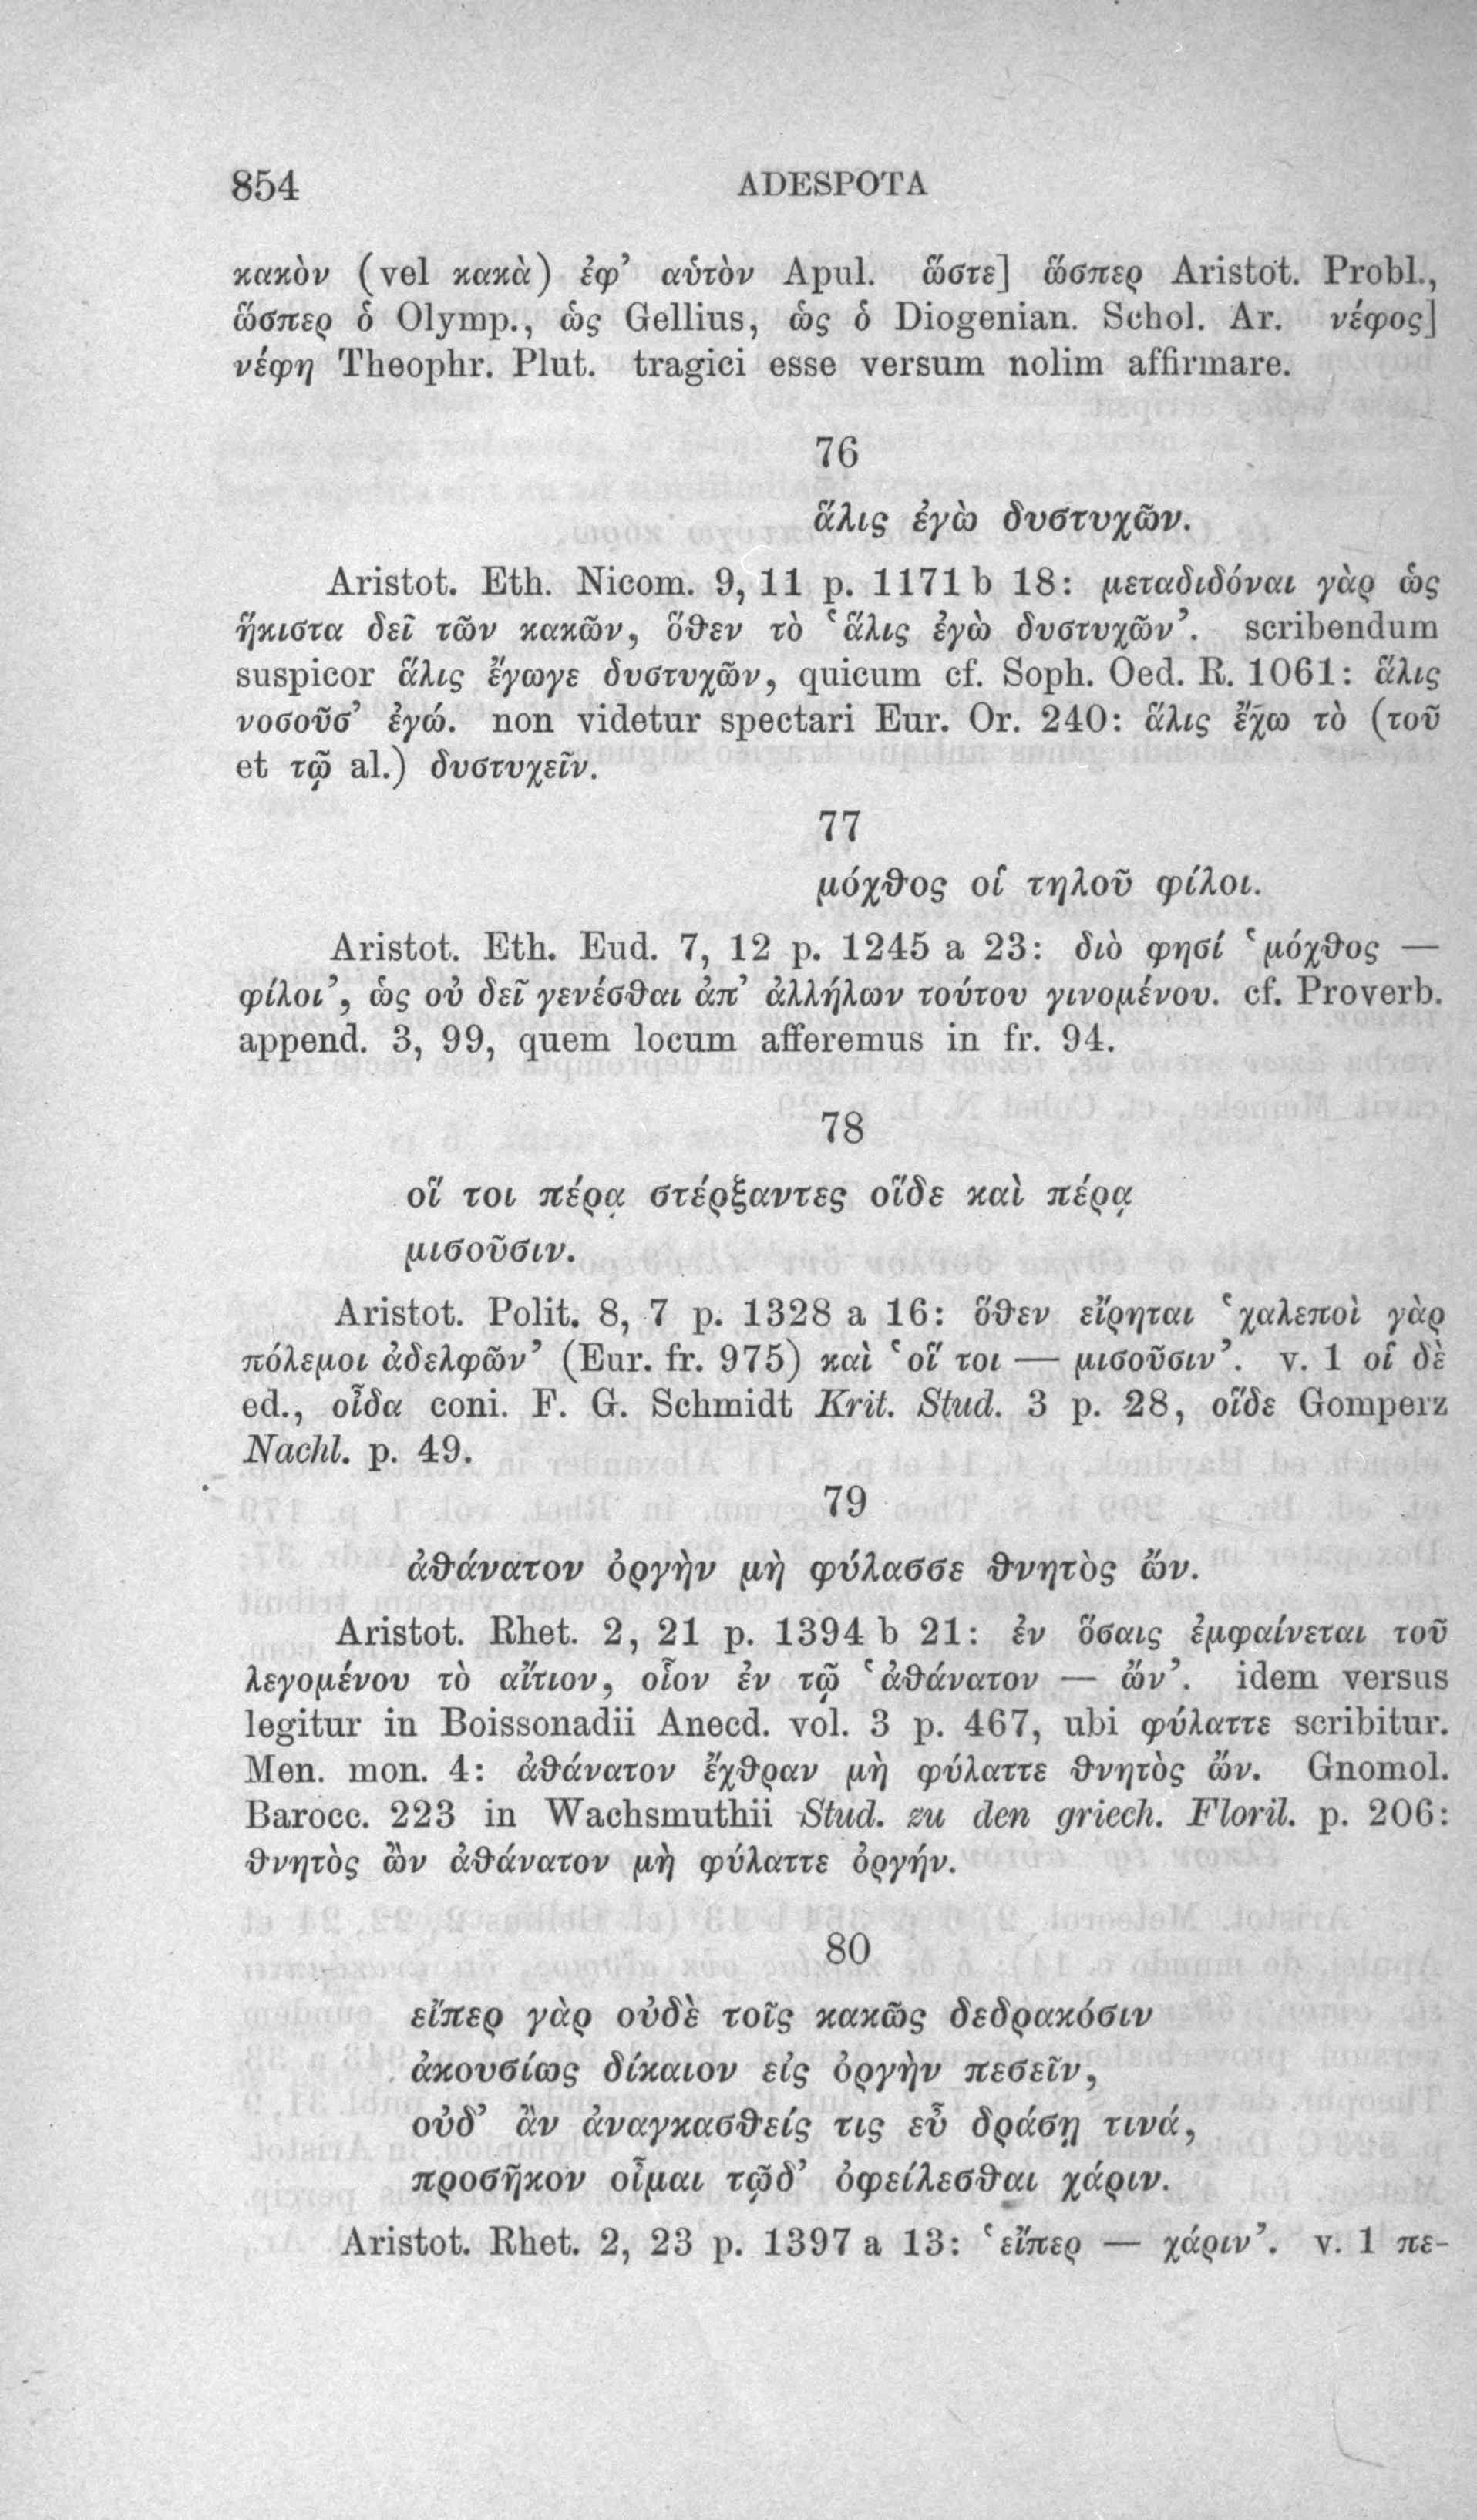 854 ADESPOTA
κακὸν (vel κακὰ) ἐφ’ αὑτὸν Apul. ὥστε] ὥσπερ Aristot. Probl.,
ὥσπερ ὁ Olymp., ὡς Gellius, ὡς ὁ Diogenian. Schol. Ar. νέφος]
νέφη Theophr. Plut. tragici esse versum nolim affirmare.
76
ἅλις ἐγὼ δυστυχῶν.
Aristot. Eth. Nicom. 9, 11 p. 1171 b 18: μεταδιδόναι γὰρ ὡς
ἥκιστα δεῖ τῶν κακῶν, ὅθεν τὸ ‘ἅλις ἐγὼ δυστυχῶν’. scribendum
suspicor ἅλις ἔγωγε δυστυχῶν, quicum cf. Soph. Oed. R. 1061: ἅλις
νοσοῦσ’ ἐγώ. non videtur spectari Eur. Or. 240: ἅλις ἔχω τὸ (τοῦ
et τῷ al.) δυστυχεῖν.
77
μόχθος οἱ τηλοῦ φίλοι.
Aristot. Eth. Eud. 7, 12 p. 1245 a 23: διὸ φησί ‘μόχθος —
φίλοι’, ὡς οὐ δεῖ γενέσθαι ἀπ’ ἀλλήλων τούτου γινομένου. cf. Proverb.
append. 3, 99, quem locum afferemus in fr. 94.
78
οἵ τοι πέρᾳ στέρξαντες οἵδε καὶ πέρᾳ
μισοῦσιν.
Aristot. Polit. 8, 7 p. 1328 a 16: ὅθεν εἴρηται ‘χαλεποὶ γὰρ
πόλεμοι ἀδελφῶν’ (Eur. fr. 975) καὶ ‘οἵ τοι — μισοῦσιν’. v. 1 οἱ δὲ
ed., οἶδα coni. F. G. Schmidt Krit. Stud. 3 p. 28, οἵδε Gomperz
Nachl. p. 49.
79
ἀθάνατον ὀργὴν μὴ φύλασσε θνητὸς ὤν.
Aristot. Rhet. 2, 21 p. 1394 b 21: ἐν ὅσαις ἐμφαίνεται τοῦ
λεγομένου τὸ αἴτιον, οἷον ἐν τῷ ‘ἀθάνατον — ὤν’. idem versus
legitur in Boissonadii Anecd. vol. 3 p. 467, ubi φύλαττε scribitur.
Men. mon. 4: ἀθάνατον ἔχθραν μὴ φύλαττε θνητὸς ὤν. Gnomol.
Barocc. 223 in Wachsmuthii Stud. zu den griech. Floril. p. 206:
θνητὸς ὢν ἀθάνατον μὴ φύλαττε ὀργήν.
80
εἴπερ γὰρ οὐδὲ τοῖς κακῶς δεδρακόσιν
ἀκουσίως δίκαιον εἰς ὀργὴν πεσεῖν,
οὐδ’ ἂν ἀναγκασθείς τις εὖ δράσῃ τινά,
προσῆκον οἶμαι τῷδ’ ὀφείλεσθαι χάριν.
Aristot. Rhet. 2, 23 p. 1397 a 13: ‘εἴπερ — χάριν’. v. 1 πε-